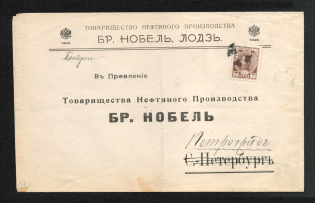 ТОВАРИЩЕСТВО НЕФТЯНОГО ПРОИЗВОДСТВА
БР. НОБЕЛЬ, ЛОДЗЬ.
Въ Правленіе
Товарищества Нефтяного Производства
БР. НОБЕЛЬ
Петроградъ
С.-Петербургъ